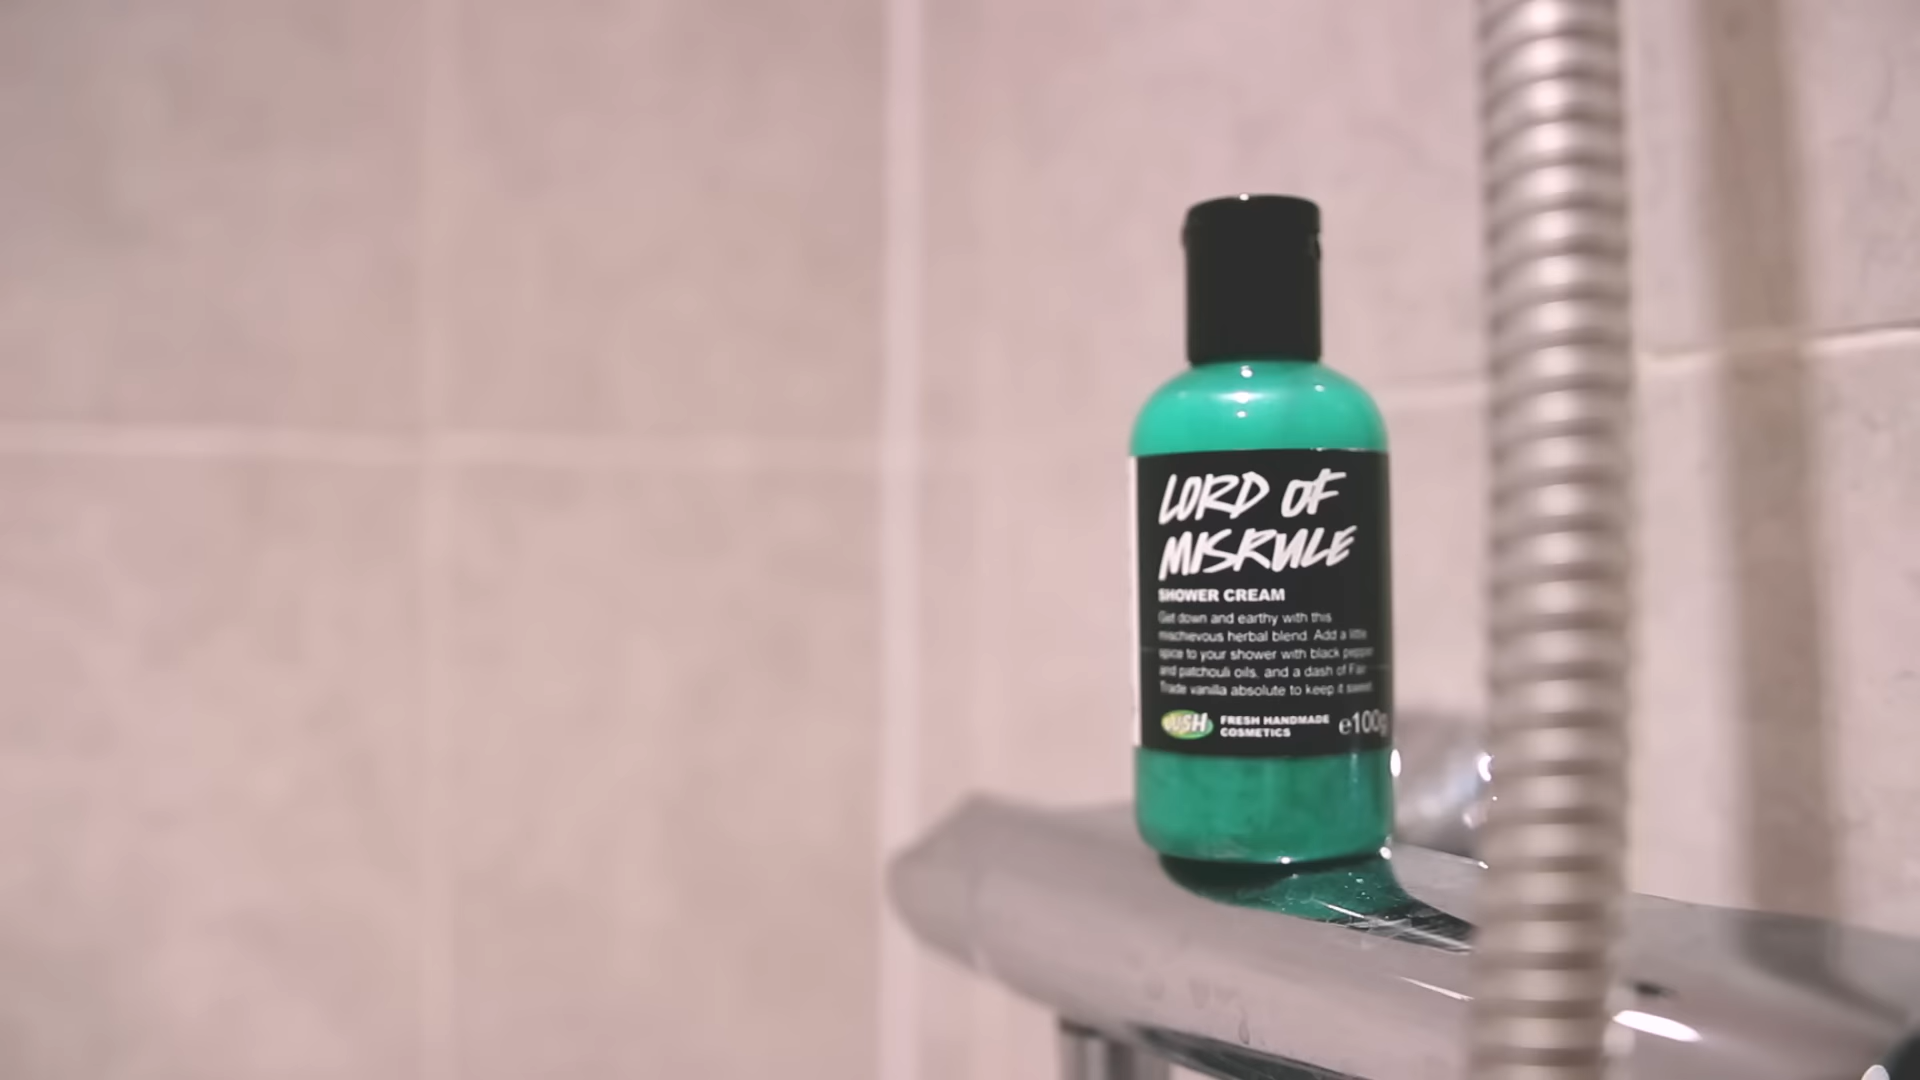 LORD OF
MISRULE
SHOWER CREAM
Get down and earthy with this
mischievous herbal blend. Add a little
spice to your shower with black pepper
and patchouli oils, and a dash of Fair
Trade vanilla absolute to keep it sweet.
LUSH
FRESH HANDMADE
COSMETICS
e100g